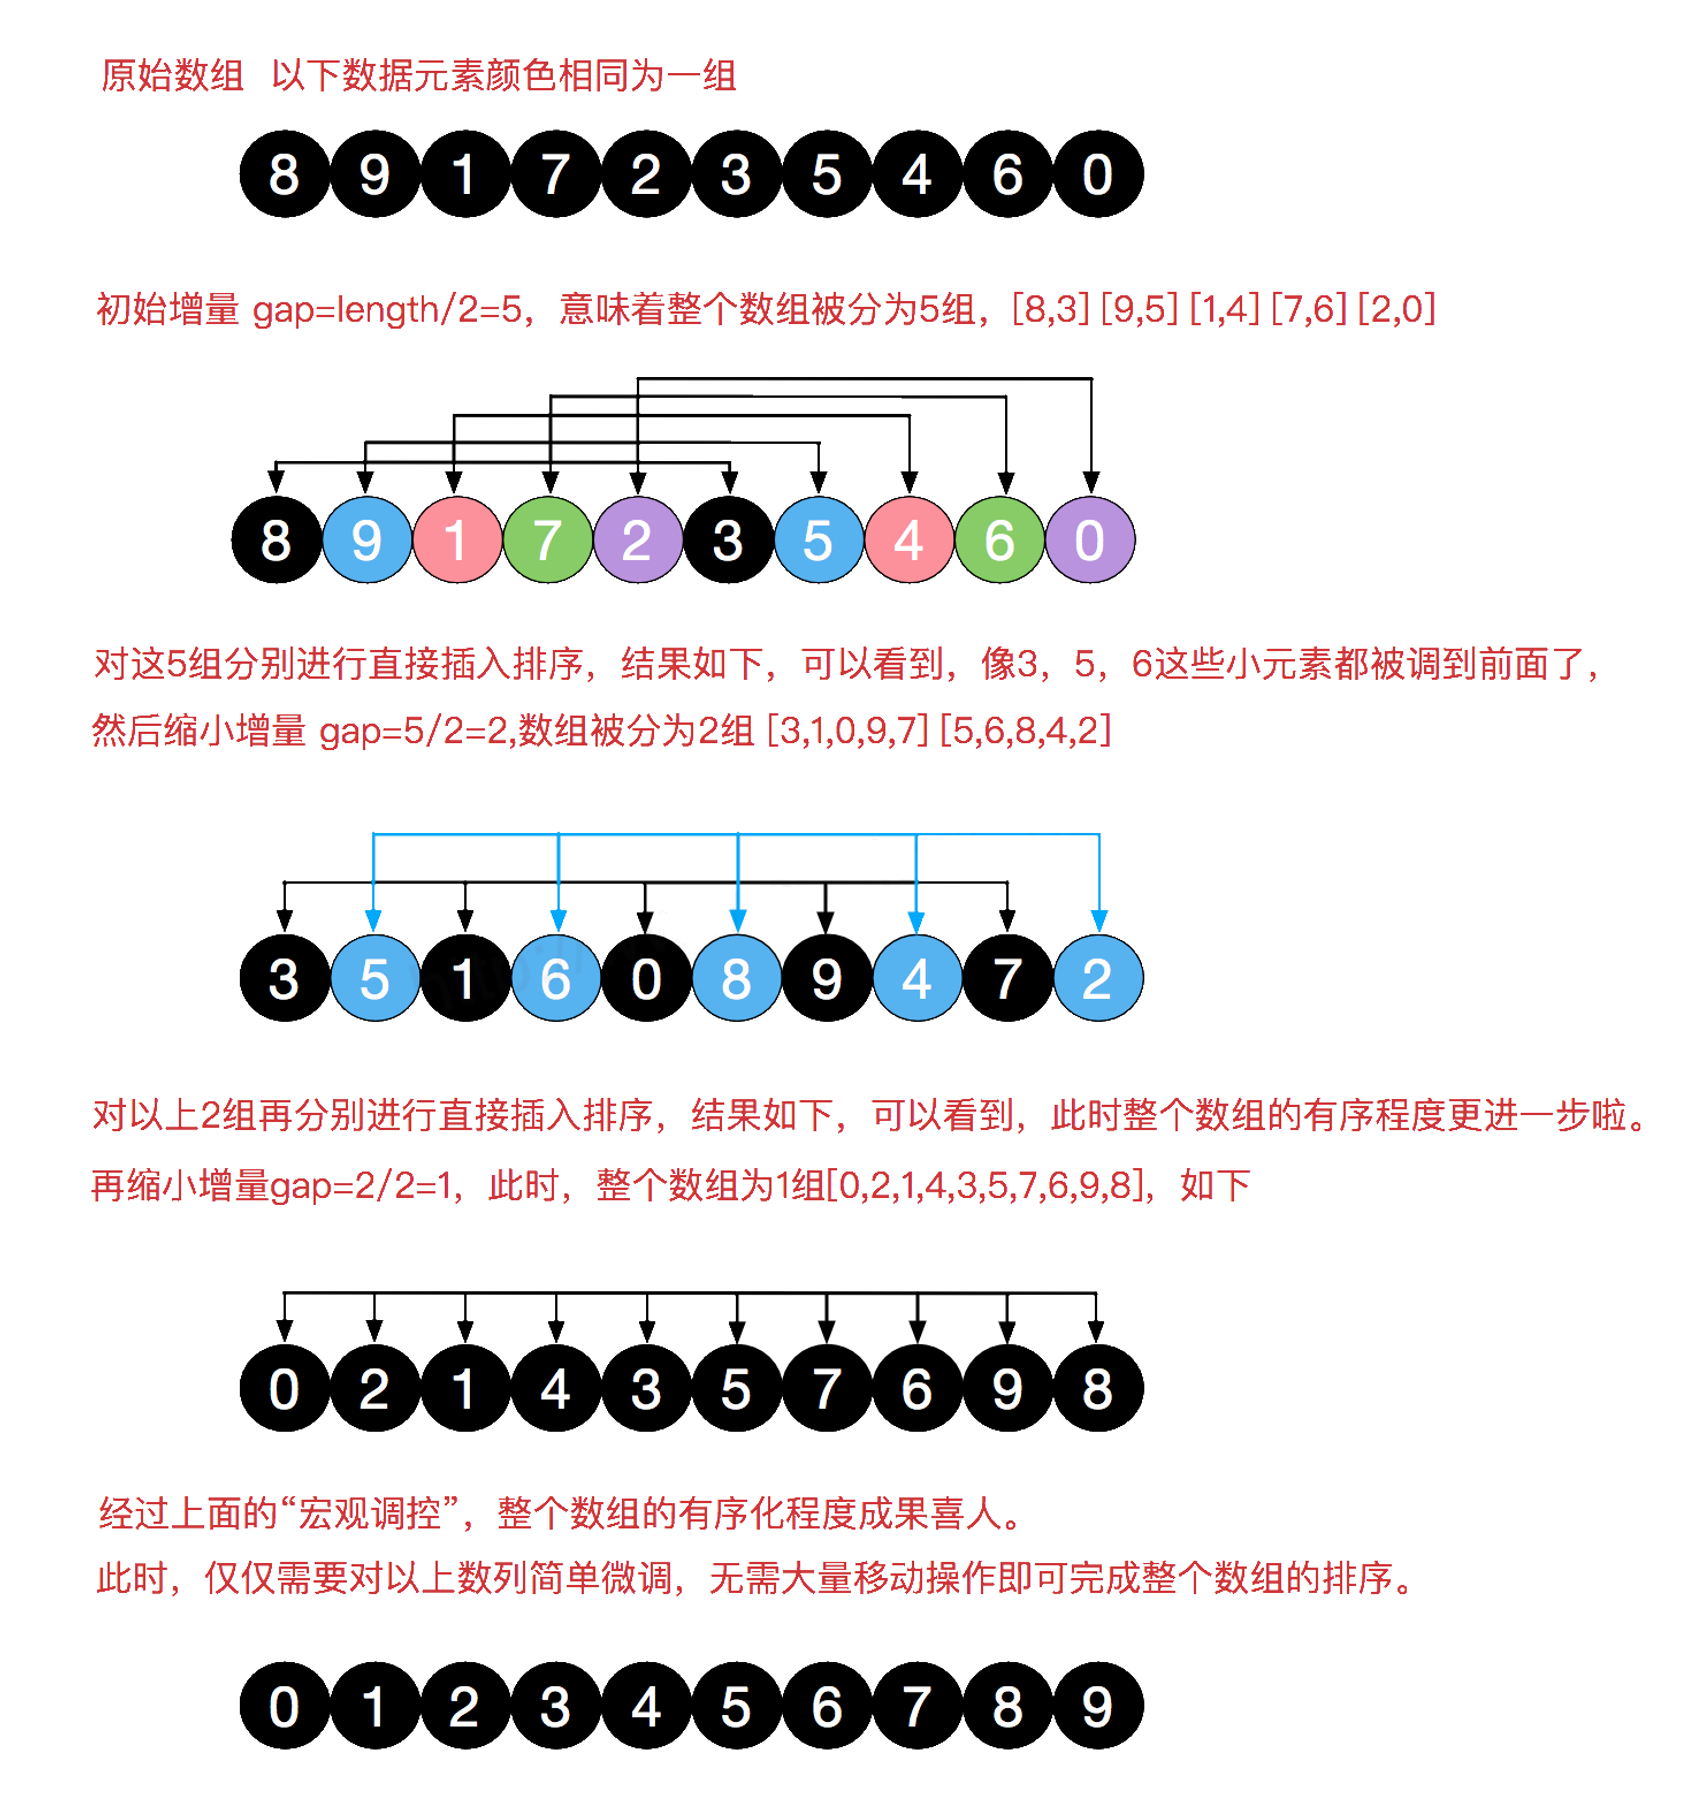 原始数组 以下数据元素颜色相同为一组
8 9 1 7 2 3 5 4 6 0
初始增量 gap=length/2=5，意味着整个数组被分为5组，[8,3][9,5][1,4][7,6][2,0]
8 9 1 7 2 3 5 4 6 0
对这5组分别进行直接插入排序，结果如下，可以看到，像3，5，6这些小元素都被调到前面了，
然后缩小增量 gap=5/2=2,数组被分为2组 [3,1,0,9,7][5,6,8,4,2]
3 5 1 6 0 8 9 4 7 2
对以上2组再分别进行直接插入排序，结果如下，可以看到，此时整个数组的有序程度更进一步啦。
再缩小增量gap=2/2=1，此时，整个数组为1组[0,2,1,4,3,5,7,6,9,8]，如下
0 2 1 4 3 5 7 6 9 8
经过上面的“宏观调控”，整个数组的有序化程度成果喜人。
此时，仅仅需要对以上数列简单微调，无需大量移动操作即可完成整个数组的排序。
0 1 2 3 4 5 6 7 8 9